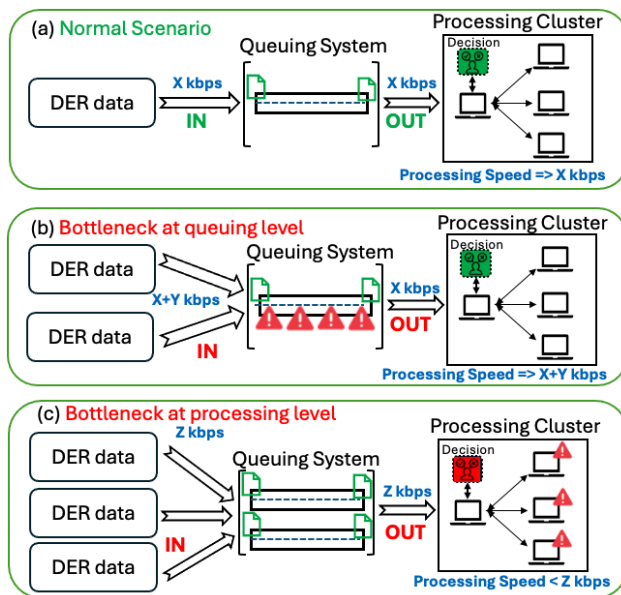 (a) Normal Scenario
Processing Cluster
Queuing System
Decision
DER data
X kbps
IN
X kbps
OUT
Processing Speed => X kbps
(b) Bottleneck at queuing level
Processing Cluster
DER data
Queuing System
Decision
X+Y kbps
X kbps
DER data
IN
OUT
Processing Speed => X+Y kbps
(c) Bottleneck at processing level
Processing Cluster
DER data
Z kbps
Queuing System
Decision
DER data
Z kbps
IN
OUT
DER data
Processing Speed < Z kbps